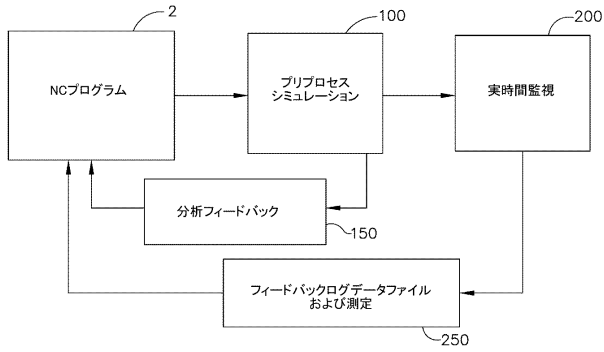 2
100
200
NCプログラム
プリプロセス
シミュレーション
実時間監視
分析フィードバック
150
フィードバックログデータファイル
および測定
250